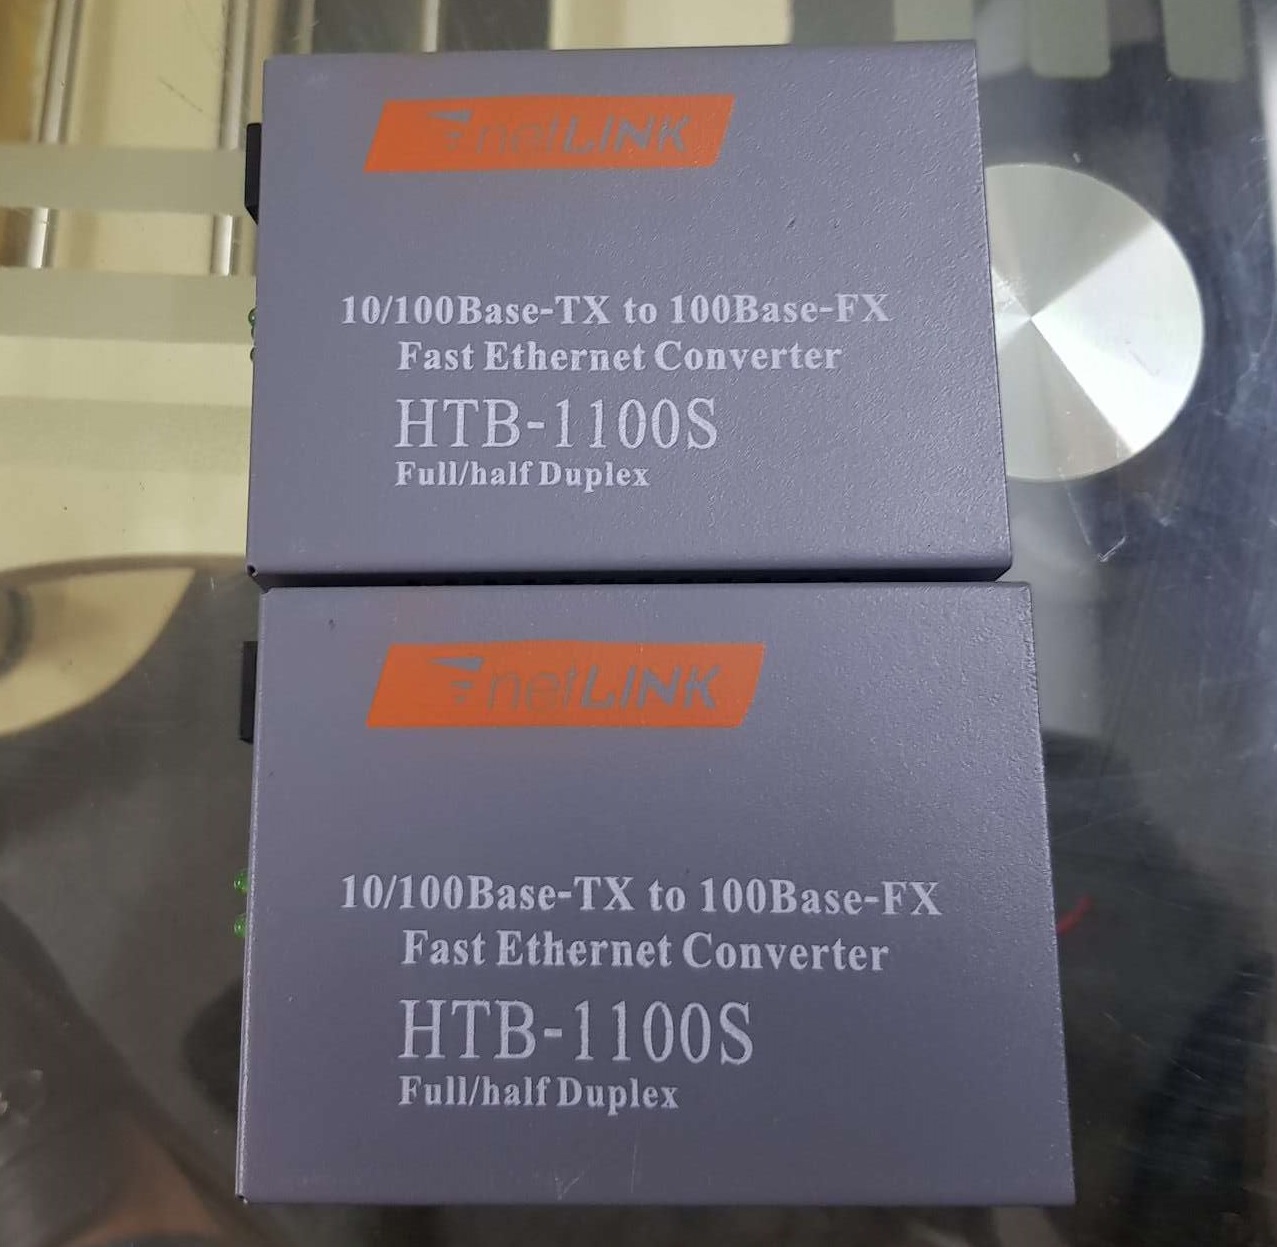 netLINK
10/100Base-TX to 100Base-FX
Fast Ethernet Converter
HTB-1100S
Full/half Duplex
netLINK
10/100Base-TX to 100Base-FX
Fast Ethernet Converter
HTB-1100S
Full/half Duplex